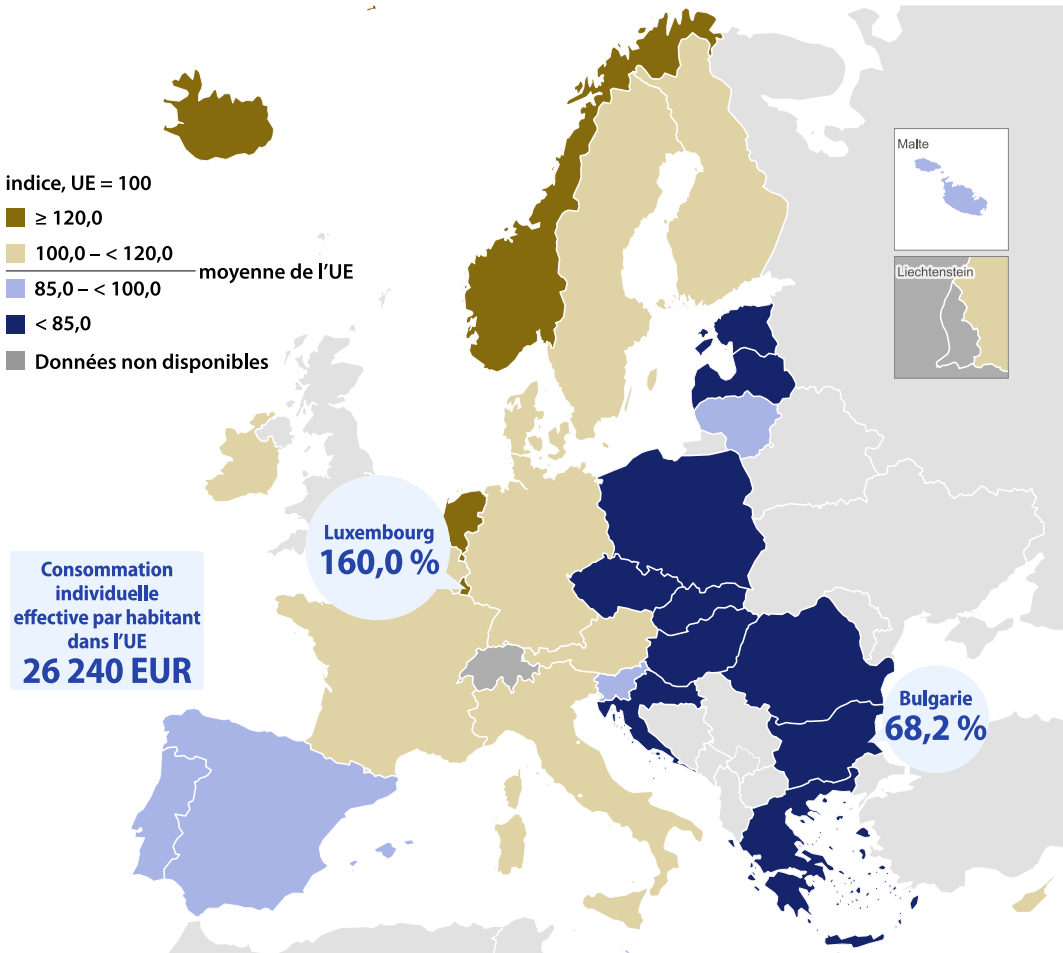 indice, UE = 100
≥ 120,0
100,0 – < 120,0
moyenne de l'UE
85,0 – < 100,0
< 85,0
Données non disponibles
Malte
Liechtenstein
Luxembourg
160,0 %
Consommation
individuelle
effective par habitant
dans l'UE
26 240 EUR
Bulgarie
68,2 %